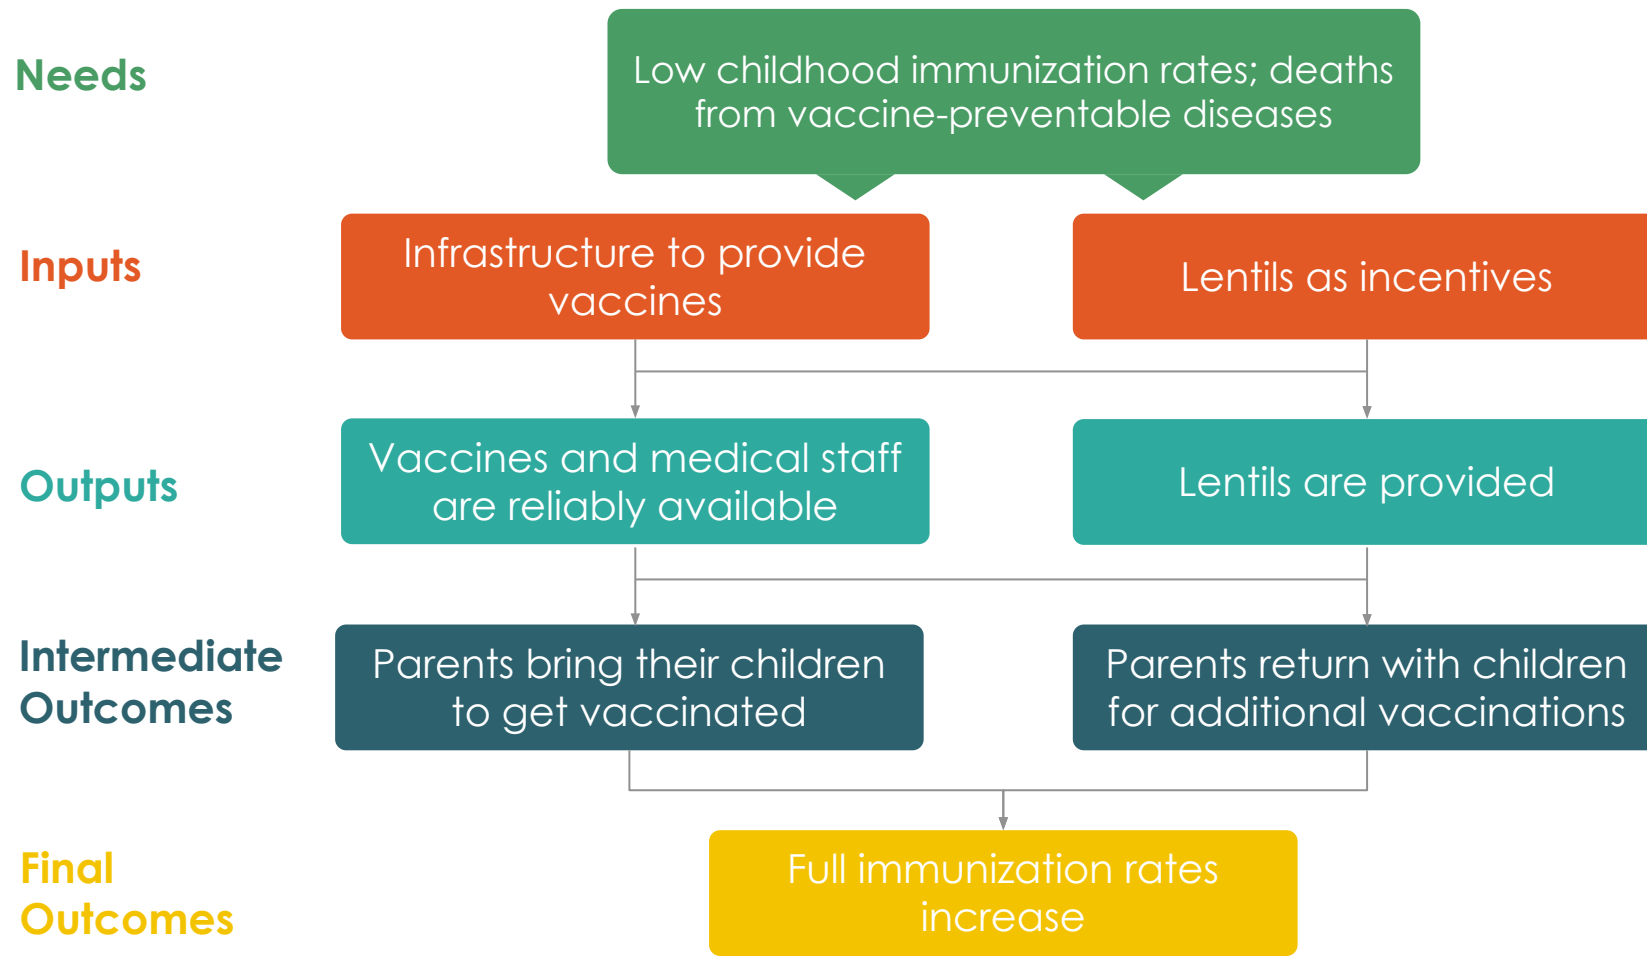 Needs
Low childhood immunization rates; deaths
from vaccine-preventable diseases
Inputs
Infrastructure to provide
vaccines
Lentils as incentives
Outputs
Vaccines and medical staff
are reliably available
Lentils are provided
Intermediate
Outcomes
Parents bring their children
to get vaccinated
Parents return with children
for additional vaccinations
Final
Outcomes
Full immunization rates
increase